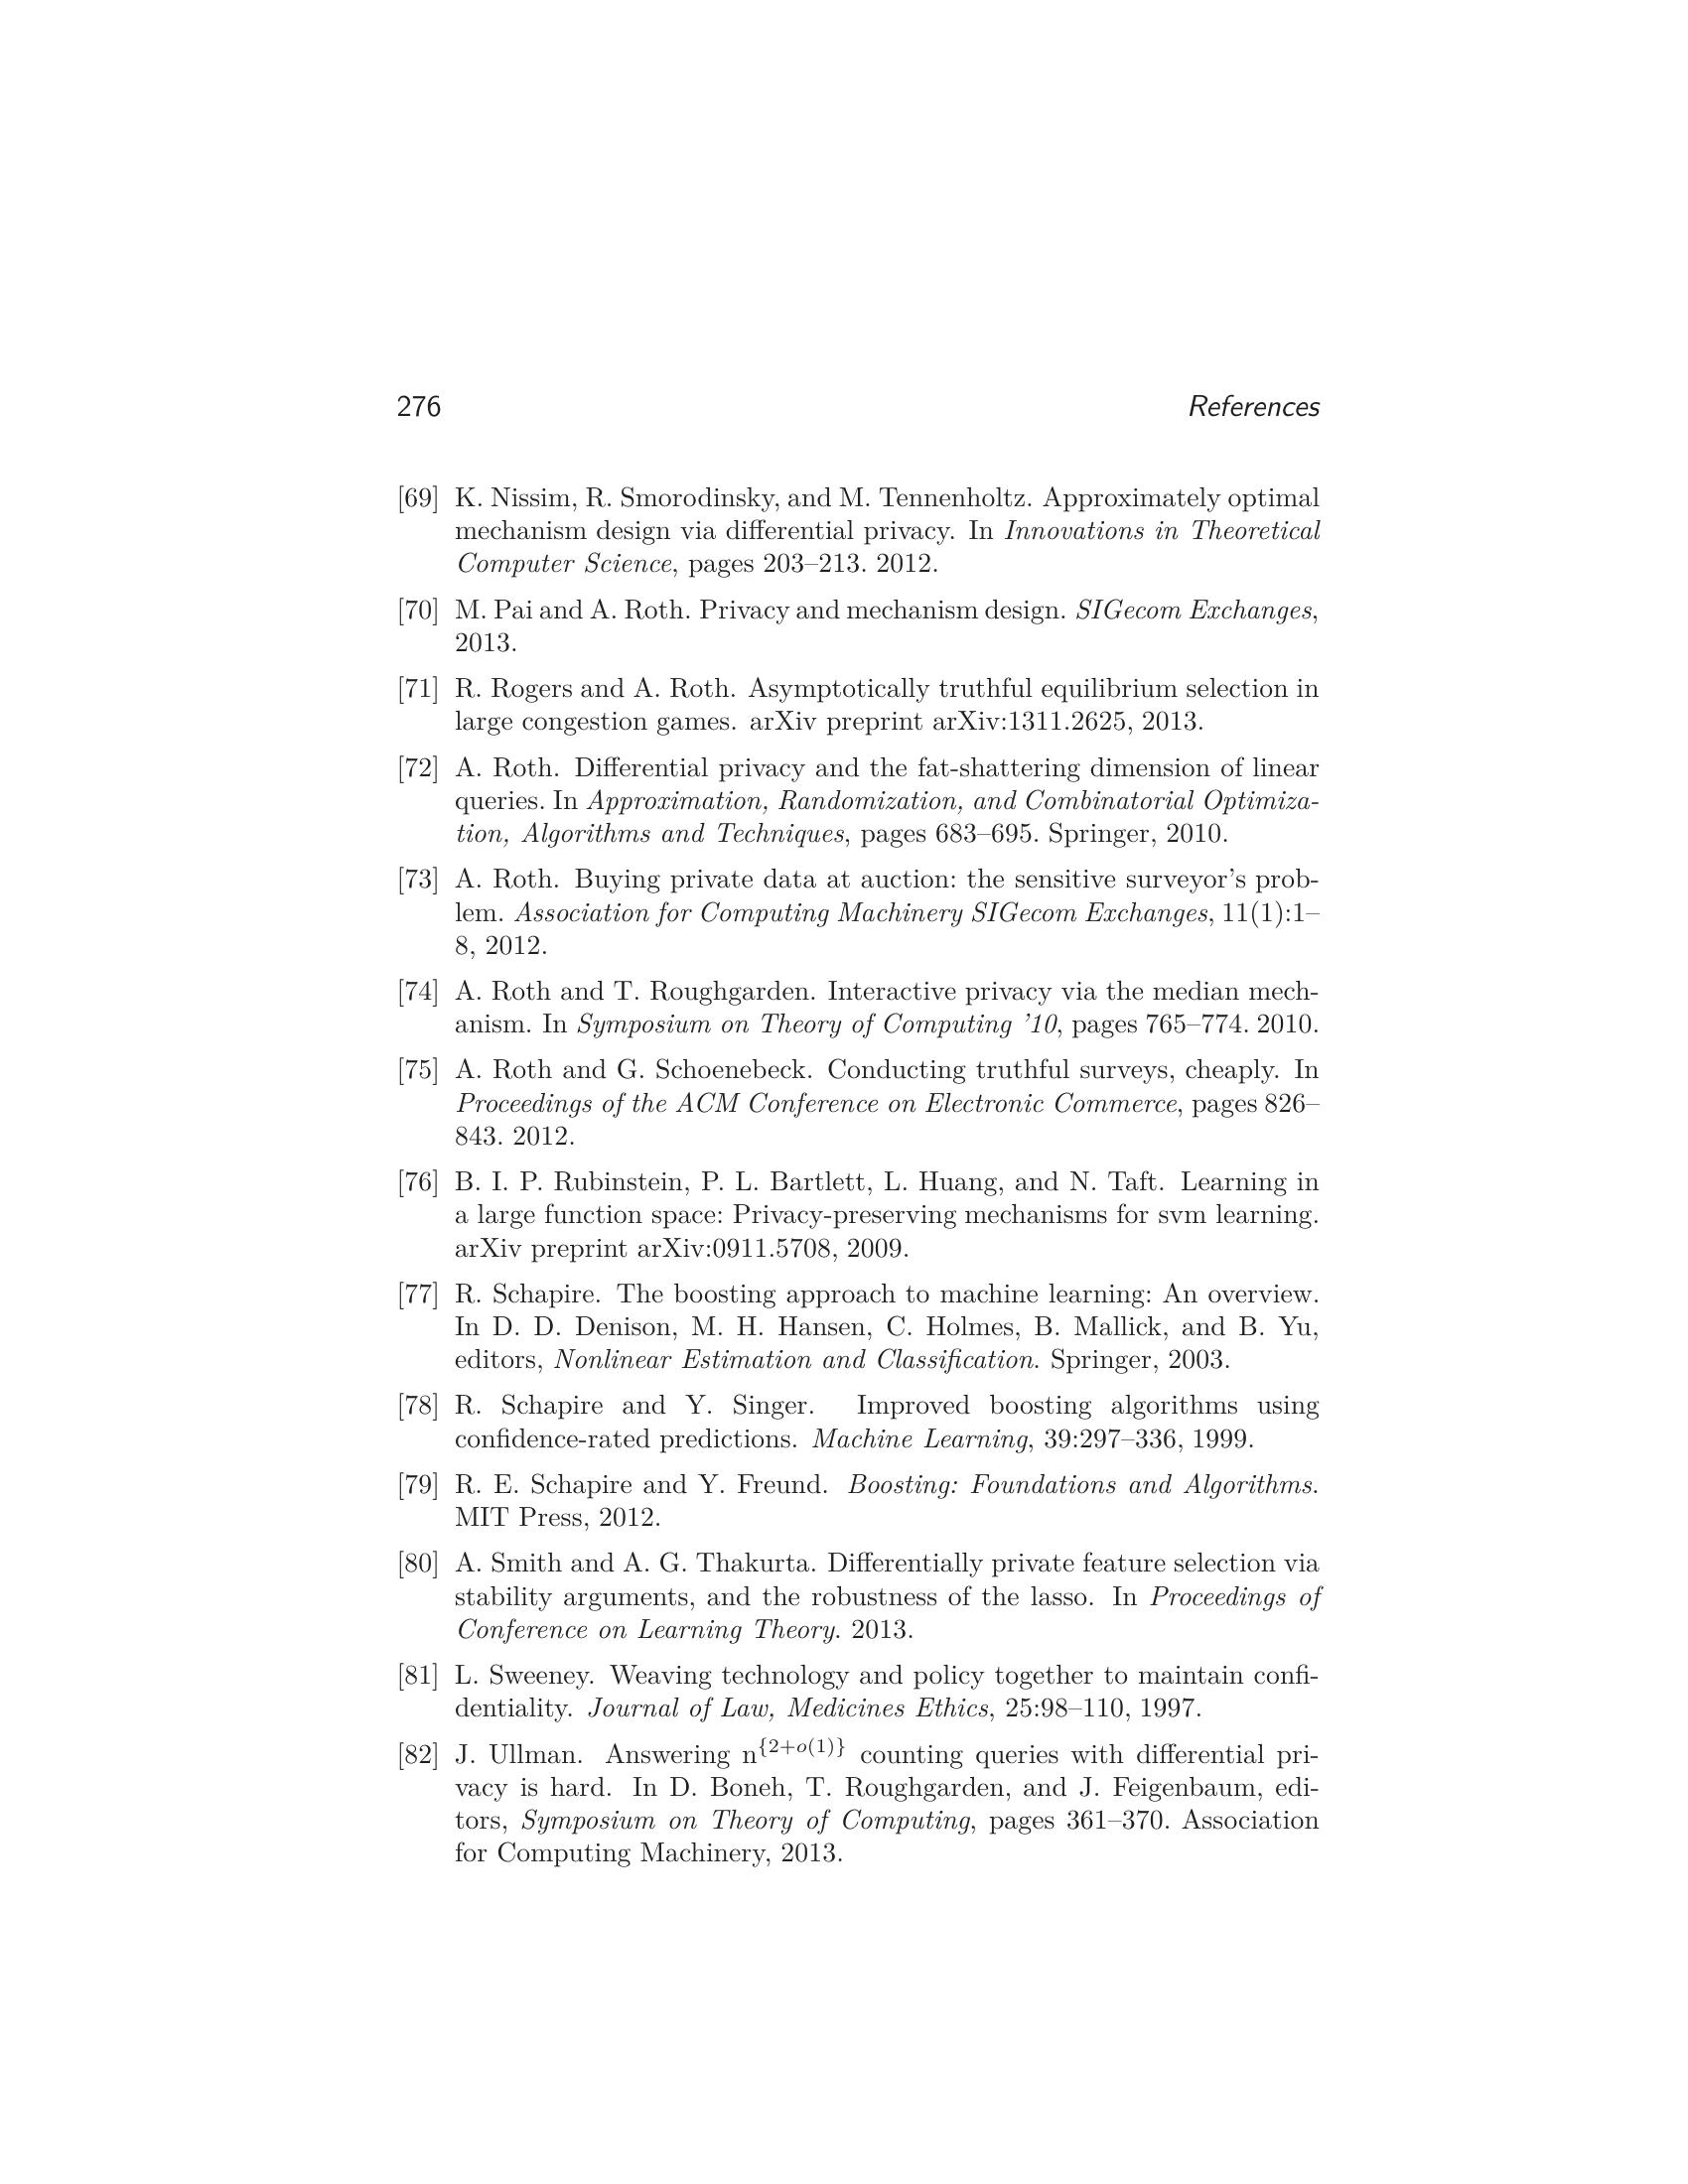 276 References
[69] K. Nissim, R. Smorodinsky, and M. Tennenholtz. Approximately optimal
mechanism design via differential privacy. In Innovations in Theoretical
Computer Science, pages 203–213. 2012.
[70] M. Pai and A. Roth. Privacy and mechanism design. SIGecom Exchanges,
2013.
[71] R. Rogers and A. Roth. Asymptotically truthful equilibrium selection in
large congestion games. arXiv preprint arXiv:1311.2625, 2013.
[72] A. Roth. Differential privacy and the fat-shattering dimension of linear
queries. In Approximation, Randomization, and Combinatorial Optimiza-
tion, Algorithms and Techniques, pages 683–695. Springer, 2010.
[73] A. Roth. Buying private data at auction: the sensitive surveyor's prob-
lem. Association for Computing Machinery SIGecom Exchanges, 11(1):1–
8, 2012.
[74] A. Roth and T. Roughgarden. Interactive privacy via the median mech-
anism. In Symposium on Theory of Computing '10, pages 765–774. 2010.
[75] A. Roth and G. Schoenebeck. Conducting truthful surveys, cheaply. In
Proceedings of the ACM Conference on Electronic Commerce, pages 826–
843. 2012.
[76] B. I. P. Rubinstein, P. L. Bartlett, L. Huang, and N. Taft. Learning in
a large function space: Privacy-preserving mechanisms for svm learning.
arXiv preprint arXiv:0911.5708, 2009.
[77] R. Schapire. The boosting approach to machine learning: An overview.
In D. D. Denison, M. H. Hansen, C. Holmes, B. Mallick, and B. Yu,
editors, Nonlinear Estimation and Classification. Springer, 2003.
[78] R. Schapire and Y. Singer. Improved boosting algorithms using
confidence-rated predictions. Machine Learning, 39:297–336, 1999.
[79] R. E. Schapire and Y. Freund. Boosting: Foundations and Algorithms.
MIT Press, 2012.
[80] A. Smith and A. G. Thakurta. Differentially private feature selection via
stability arguments, and the robustness of the lasso. In Proceedings of
Conference on Learning Theory. 2013.
[81] L. Sweeney. Weaving technology and policy together to maintain confi-
dentiality. Journal of Law, Medicines Ethics, 25:98–110, 1997.
[82] J. Ullman. Answering n^{2+o(1)} counting queries with differential pri-
vacy is hard. In D. Boneh, T. Roughgarden, and J. Feigenbaum, edi-
tors, Symposium on Theory of Computing, pages 361–370. Association
for Computing Machinery, 2013.